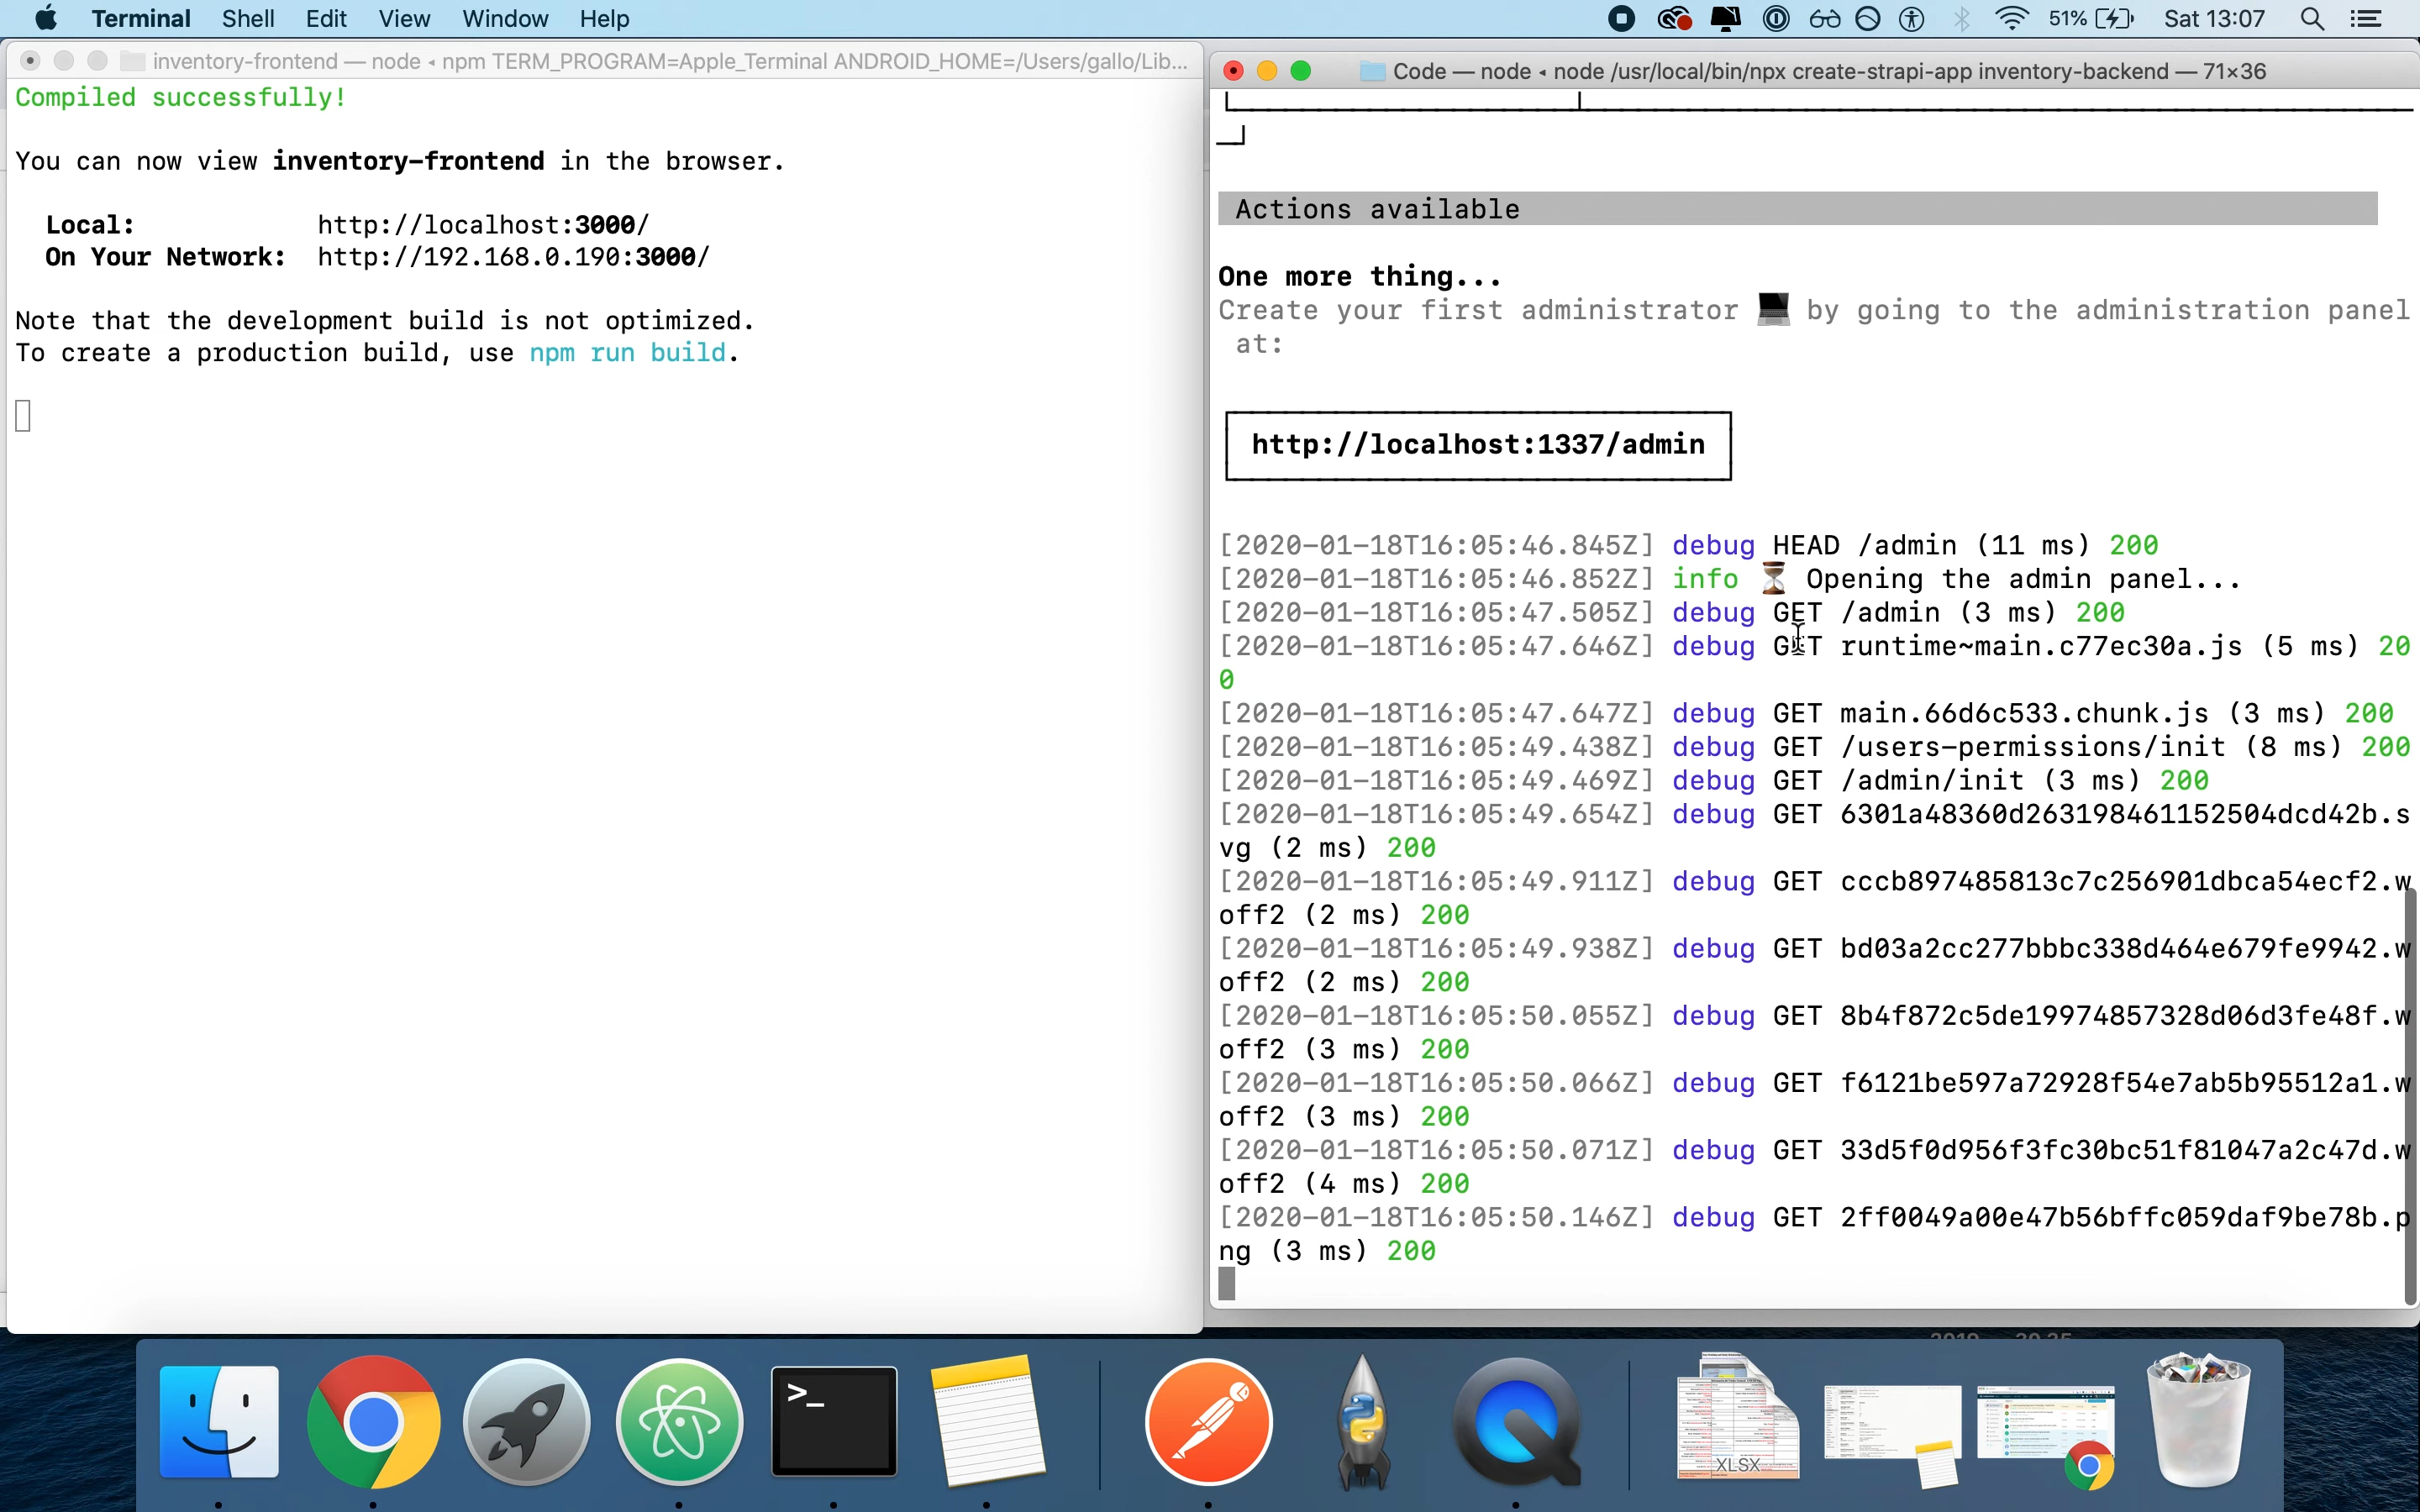 Terminal Shell Edit View Window Help
51% Sat 13:07
inventory-frontend — node ◂ npm TERM_PROGRAM=Apple_Terminal ANDROID_HOME=/Users/gallo/Lib...
Compiled successfully!
You can now view inventory-frontend in the browser.
Local: http://localhost:3000/
On Your Network: http://192.168.0.190:3000/
Note that the development build is not optimized.
To create a production build, use npm run build.
Code — node ◂ node /usr/local/bin/npx create-strapi-app inventory-backend — 71×36
Actions available
One more thing...
Create your first administrator 💻 by going to the administration panel
at:
http://localhost:1337/admin
[2020-01-18T16:05:46.845Z] debug HEAD /admin (11 ms) 200
[2020-01-18T16:05:46.852Z] info ⏳ Opening the admin panel...
[2020-01-18T16:05:47.505Z] debug GET /admin (3 ms) 200
[2020-01-18T16:05:47.646Z] debug GET runtime~main.c77ec30a.js (5 ms) 20
0
[2020-01-18T16:05:47.647Z] debug GET main.66d6c533.chunk.js (3 ms) 200
[2020-01-18T16:05:49.438Z] debug GET /users-permissions/init (8 ms) 200
[2020-01-18T16:05:49.469Z] debug GET /admin/init (3 ms) 200
[2020-01-18T16:05:49.654Z] debug GET 6301a48360d263198461152504dcd42b.s
vg (2 ms) 200
[2020-01-18T16:05:49.911Z] debug GET cccb897485813c7c256901dbca54ecf2.w
off2 (2 ms) 200
[2020-01-18T16:05:49.938Z] debug GET bd03a2cc277bbbc338d464e679fe9942.w
off2 (2 ms) 200
[2020-01-18T16:05:50.055Z] debug GET 8b4f872c5de19974857328d06d3fe48f.w
off2 (3 ms) 200
[2020-01-18T16:05:50.066Z] debug GET f6121be597a72928f54e7ab5b95512a1.w
off2 (3 ms) 200
[2020-01-18T16:05:50.071Z] debug GET 33d5f0d956f3fc30bc51f81047a2c47d.w
off2 (4 ms) 200
[2020-01-18T16:05:50.146Z] debug GET 2ff0049a00e47b56bffc059daf9be78b.p
ng (3 ms) 200
>_
XLSX